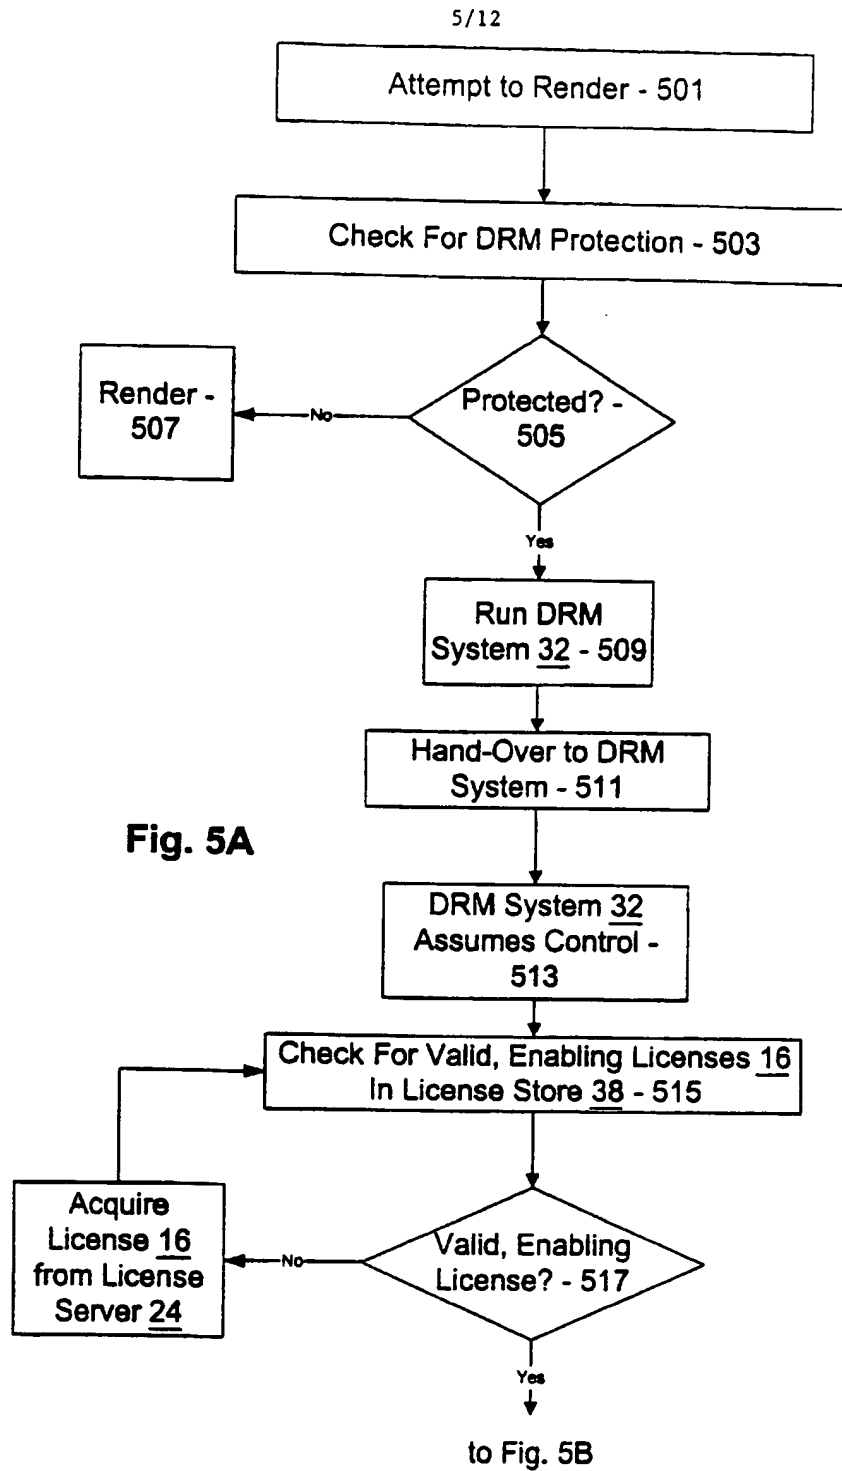 5/12
Attempt to Render - 501
Check For DRM Protection - 503
Protected? -
505
No
Render -
507
Yes
Run DRM
System 32 - 509
Hand-Over to DRM
System - 511
Fig. 5A
DRM System 32
Assumes Control -
513
Check For Valid, Enabling Licenses 16
In License Store 38 - 515
Valid, Enabling
License? - 517
No
Acquire
License 16
from License
Server 24
Yes
to Fig. 5B